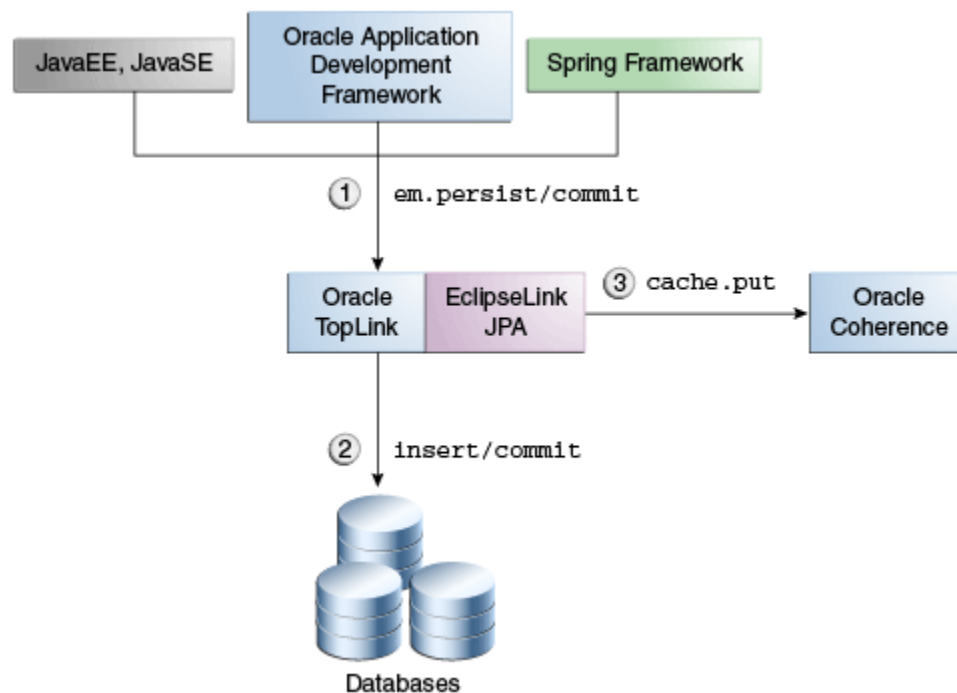 JavaEE, JavaSE
Oracle Application
Development
Framework
Spring Framework
1 em.persist/commit
Oracle
TopLink
EclipseLink
JPA
3 cache.put
Oracle
Coherence
2 insert/commit
Databases